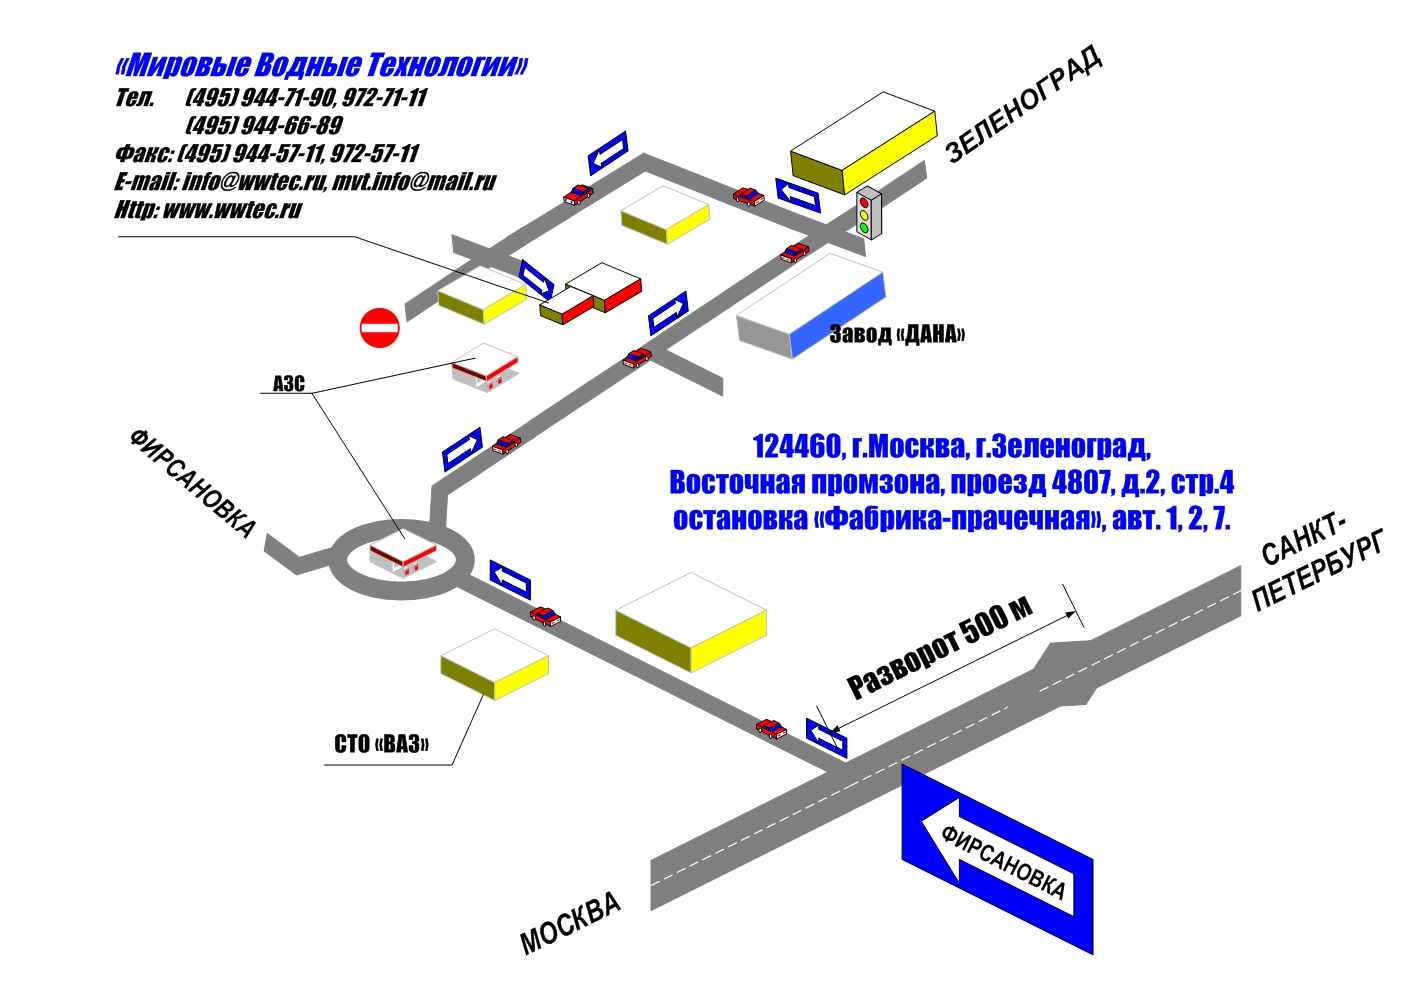 «Мировые Водные Технологии»
Тел. (495) 944-71-90, 972-71-11
(495) 944-66-89
Факс: (495) 944-57-11, 972-57-11
E-mail: info@wwtec.ru, mvt.info@mail.ru
Http: www.wwtec.ru
ЗЕЛЕНОГРАД
Завод «ДАНА»
АЗС
ФИРСАНОВКА
124460, г.Москва, г.Зеленоград,
Восточная промзона, проезд 4807, д.2, стр.4
остановка «Фабрика-прачечная», авт. 1, 2, 7.
САНКТ-
ПЕТЕРБУРГ
Разворот 500 м
СТО «ВАЗ»
ФИРСАНОВКА
МОСКВА